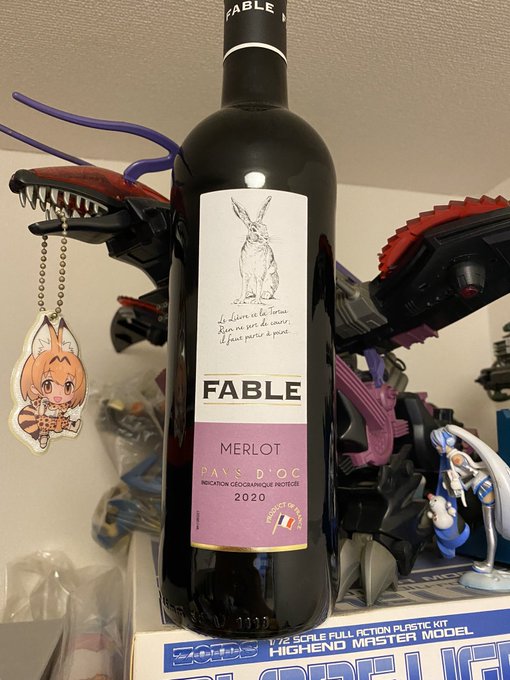 FABLE
Le Lièvre et la Tortue
Rien ne sert de courir;
il faut partir à point.
FABLE
MERLOT
PAYS D'OC
INDICATION GÉOGRAPHIQUE PROTÉGÉE
2020
PRODUCT OF FRANCE
ZOIDS
1/72 SCALE FULL ACTION PLASTIC KIT
HIGHEND MASTER MODEL